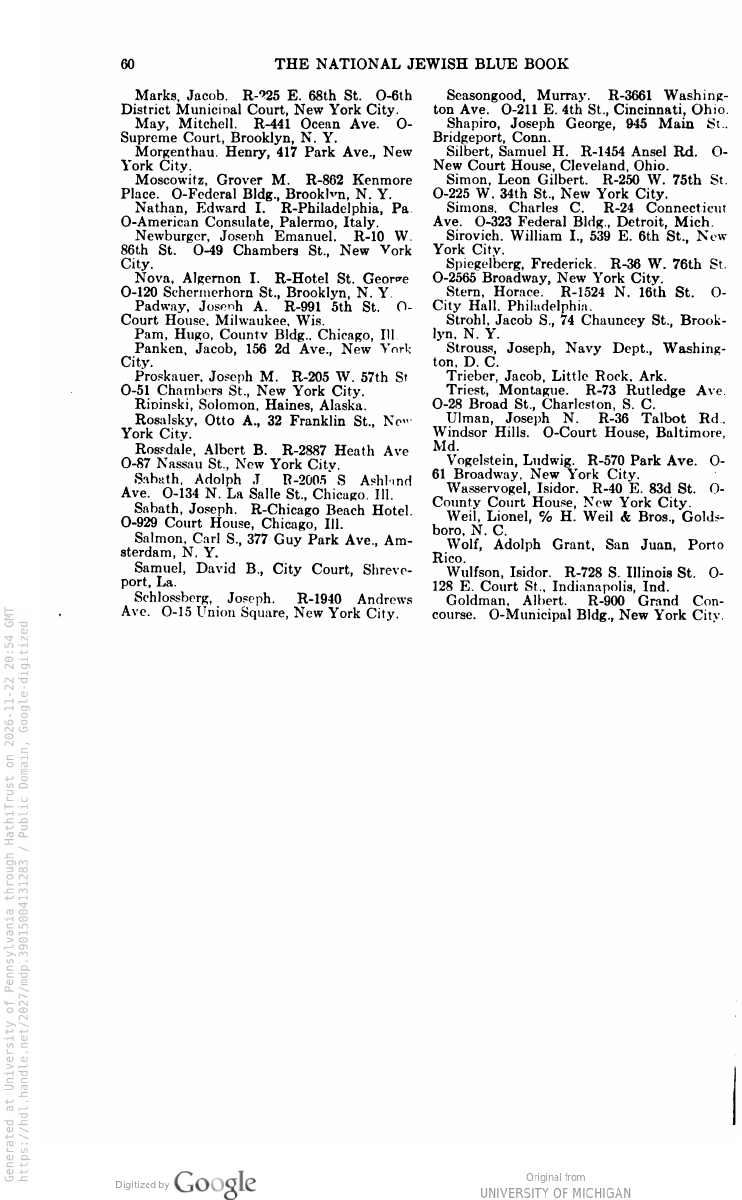 60
THE NATIONAL JEWISH BLUE BOOK
Marks, Jacob. R-225 E. 68th St. O-6th
District Municipal Court, New York City.
May, Mitchell. R-441 Ocean Ave. O-
Supreme Court, Brooklyn, N. Y.
Morgenthau. Henry, 417 Park Ave., New
York City.
Moscowitz, Grover M. R-862 Kenmore
Place. O-Federal Bldg., Brooklyn, N. Y.
Nathan, Edward I. R-Philadelphia, Pa
O-American Consulate, Palermo, Italy.
Newburger, Joseph Emanuel. R-10 W.
86th St. O-49 Chambers St., New York
City.
Nova, Algernon I. R-Hotel St. George
O-120 Schermerhorn St., Brooklyn, N. Y.
Padway, Joseph A. R-991 5th St. O-
Court House, Milwaukee, Wis.
Pam, Hugo, County Bldg., Chicago, Ill
Panken, Jacob, 156 2d Ave., New York
City.
Proskauer, Joseph M. R-205 W. 57th St
O-51 Chambers St., New York City.
Ripinski, Solomon, Haines, Alaska.
Rosalsky, Otto A., 32 Franklin St., New
York City.
Rossdale, Albert B. R-2887 Heath Ave
O-87 Nassau St., New York City.
Sabath, Adolph J R-2005 S Ashland
Ave. O-134 N. La Salle St., Chicago, Ill.
Sabath, Joseph. R-Chicago Beach Hotel.
O-929 Court House, Chicago, Ill.
Salmon, Carl S., 377 Guy Park Ave., Am-
sterdam, N. Y.
Samuel, David B., City Court, Shreve-
port, La.
Schlossberg, Joseph. R-1940 Andrews
Ave. O-15 Union Square, New York City.
Seasongood, Murray. R-3661 Washing-
ton Ave. O-211 E. 4th St., Cincinnati, Ohio.
Shapiro, Joseph George, 945 Main St.,
Bridgeport, Conn.
Silbert, Samuel H. R-1454 Ansel Rd. O-
New Court House, Cleveland, Ohio.
Simon, Leon Gilbert. R-250 W. 75th St.
O-225 W. 34th St., New York City.
Simons, Charles C. R-24 Connecticut
Ave. O-323 Federal Bldg., Detroit, Mich.
Sirovich. William I., 539 E. 6th St., New
York City.
Spiegelberg, Frederick. R-36 W. 76th St.
O-2565 Broadway, New York City.
Stern, Horace. R-1524 N. 16th St. O-
City Hall, Philadelphia.
Strohl, Jacob S., 74 Chauncey St., Brook-
lyn, N. Y.
Strouss, Joseph, Navy Dept., Washing-
ton, D. C.
Trieber, Jacob, Little Rock, Ark.
Triest, Montague. R-73 Rutledge Ave.
O-28 Broad St., Charleston, S. C.
Ulman, Joseph N. R-36 Talbot Rd.,
Windsor Hills. O-Court House, Baltimore,
Md.
Vogelstein, Ludwig. R-570 Park Ave. O-
61 Broadway, New York City.
Wasservogel, Isidor. R-40 E. 83d St. O-
County Court House, New York City.
Weil, Lionel, % H. Weil & Bros., Golds-
boro, N. C.
Wolf, Adolph Grant, San Juan, Porto
Rico.
Wulfson, Isidor. R-728 S. Illinois St. O-
128 E. Court St., Indianapolis, Ind.
Goldman, Albert. R-900 Grand Con-
course. O-Municipal Bldg., New York City.
Generated at University of Pennsylvania through HathiTrust on 2026-11-22 20:54 GMT
https://hdl.handle.net/2027/mdp.39015004131283 / Public Domain, Google-digitized
Digitized by Google
Original from
UNIVERSITY OF MICHIGAN